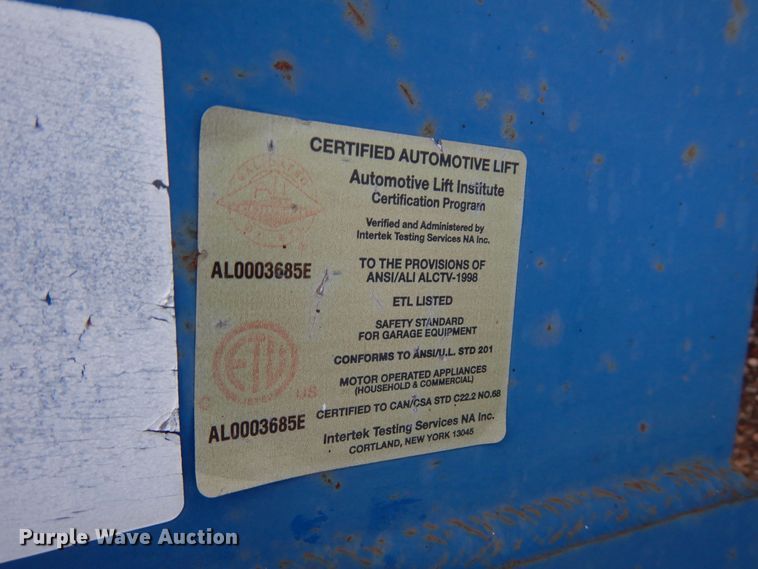 CERTIFIED AUTOMOTIVE LIFT
Automotive Lift Institute
Certification Program
Verified and Administered by
Intertek Testing Services NA Inc.
AL0003685E
TO THE PROVISIONS OF
ANSI/ALI ALCTV-1998
ETL LISTED
SAFETY STANDARD
FOR GARAGE EQUIPMENT
CONFORMS TO ANSI/U.L. STD 201
ETL
LISTED
C
US
MOTOR OPERATED APPLIANCES
(HOUSEHOLD & COMMERCIAL)
CERTIFIED TO CAN/CSA STD C22.2 NO.68
AL0003685E
Intertek Testing Services NA Inc.
CORTLAND, NEW YORK 13045
Purple Wave Auction